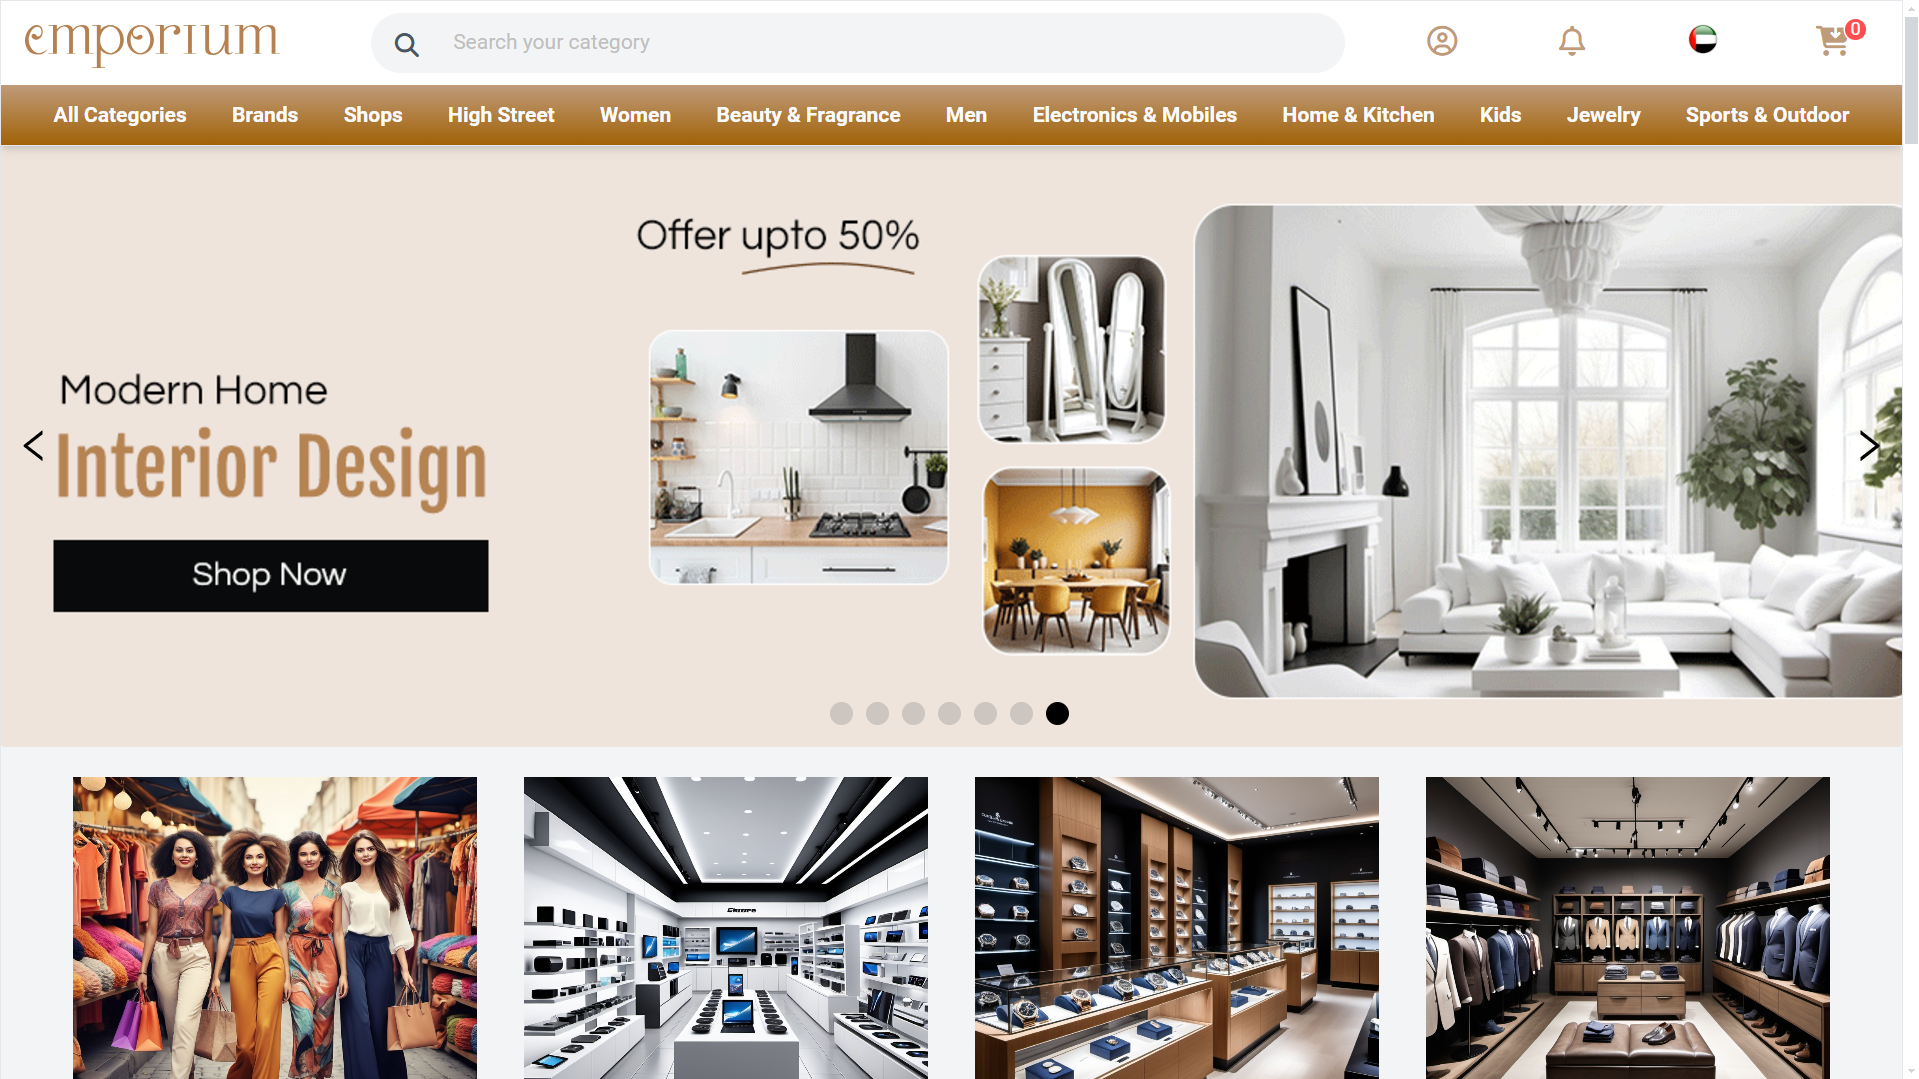 emporium
Search your category
0
All Categories
Brands
Shops
High Street
Women
Beauty & Fragrance
Men
Electronics & Mobiles
Home & Kitchen
Kids
Jewelry
Sports & Outdoor
Offer upto 50%
Modern Home
Interior Design
Shop Now